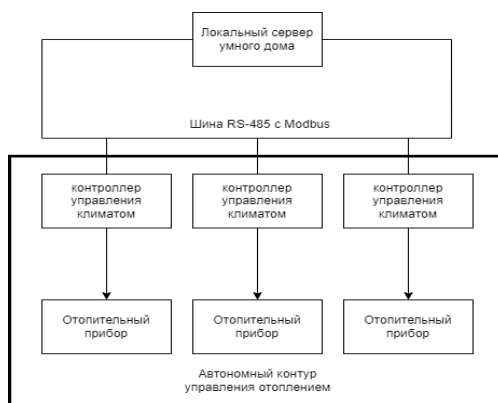 Локальный сервер
умного дома
Шина RS-485 с Modbus
контроллер
управления
климатом
контроллер
управления
климатом
контроллер
управления
климатом
Отопительный
прибор
Отопительный
прибор
Отопительный
прибор
Автономный контур
управления отоплением